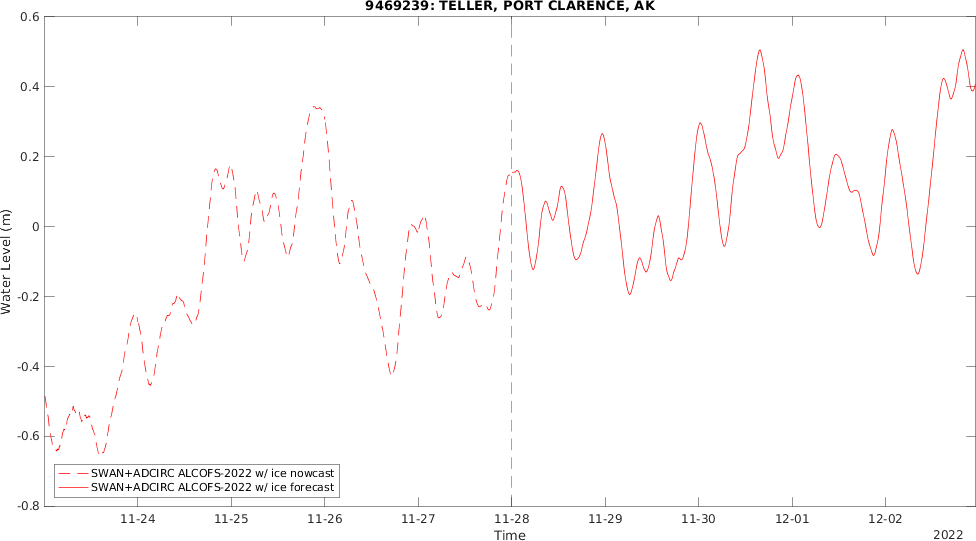 9469239: TELLER, PORT CLARENCE, AK
0.6
0.4
0.2
0
-0.2
-0.4
-0.6
-0.8
Water Level (m)
SWAN+ADCIRC ALCOFS-2022 w/ ice nowcast
SWAN+ADCIRC ALCOFS-2022 w/ ice forecast
11-24 11-25 11-26 11-27 11-28 11-29 11-30 12-01 12-02
Time
2022